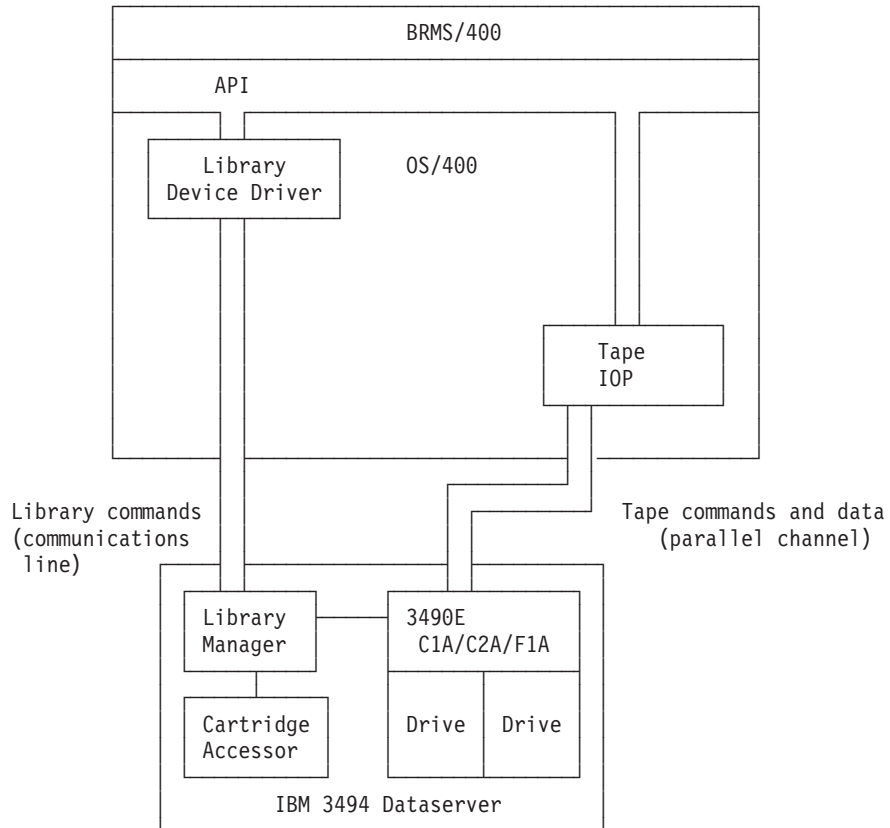 BRMS/400
API
Library
Device Driver
OS/400
Tape
IOP
Library commands
(communications
line)
Tape commands and data
(parallel channel)
Library
Manager
3490E
C1A/C2A/F1A
Cartridge
Accessor
Drive
Drive
IBM 3494 Dataserver